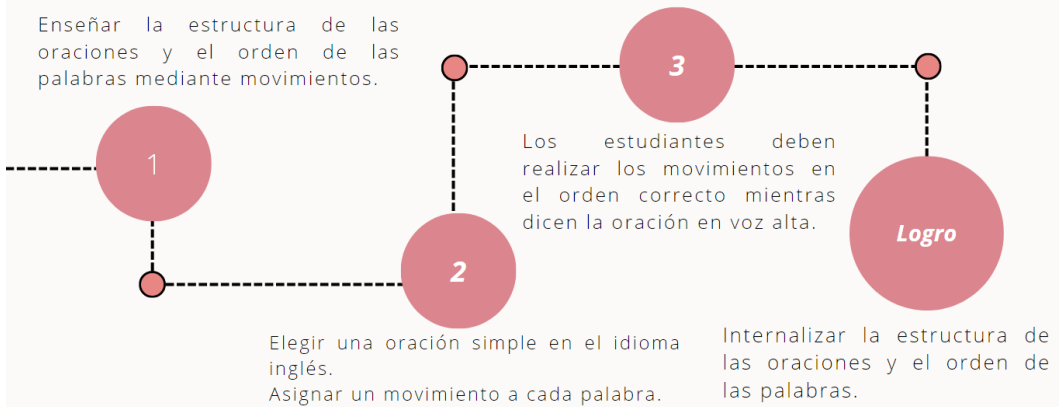 Enseñar la estructura de las
oraciones y el orden de las
palabras mediante movimientos.
1
2
Elegir una oración simple en el idioma
inglés.
Asignar un movimiento a cada palabra.
3
Los estudiantes deben
realizar los movimientos en
el orden correcto mientras
dicen la oración en voz alta.
Logro
Internalizar la estructura de
las oraciones y el orden de
las palabras.